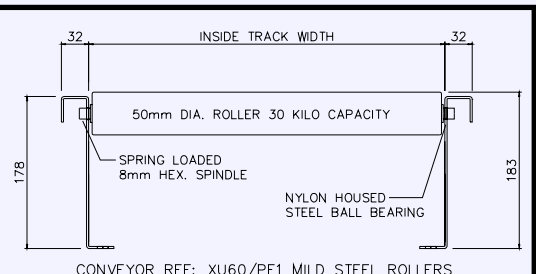 32 INSIDE TRACK WIDTH 32
50mm DIA. ROLLER 30 KILO CAPACITY
SPRING LOADED
8mm HEX. SPINDLE
178
183
NYLON HOUSED
STEEL BALL BEARING
CONVEYOR REF: XU60/PE1 MILD STEEL ROLLERS